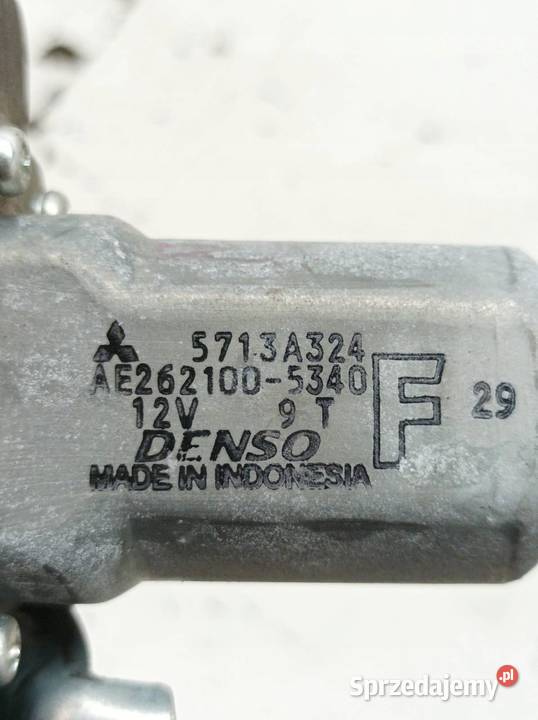 5713A324
AE262100-5340
12V 9 T
F 29
DENSO
MADE IN INDONESIA
Sprzedajemy.pl